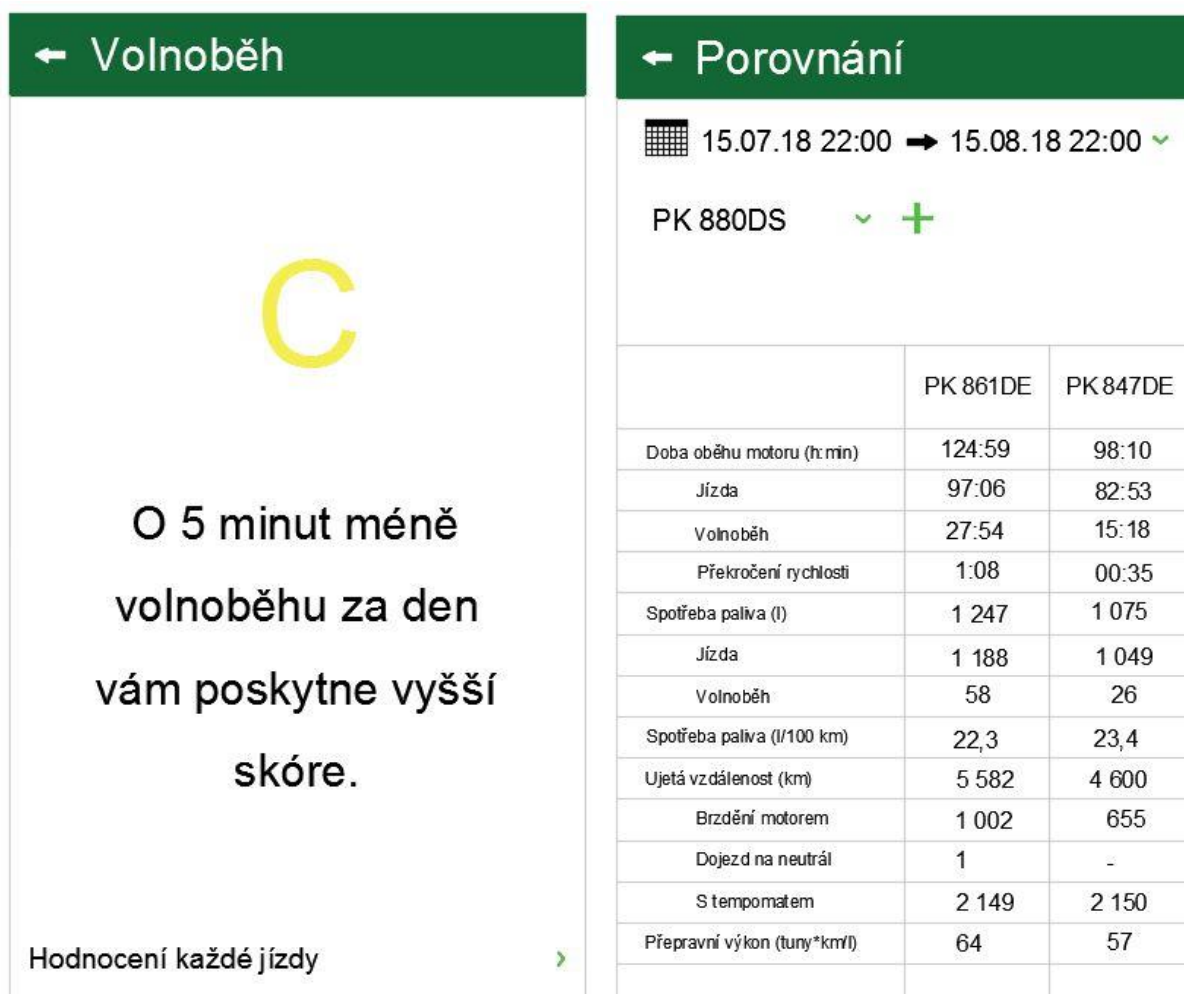 Volnoběh
C
O 5 minut méně
volnoběhu za den
vám poskytne vyšší
skóre.
Hodnocení každé jízdy
Porovnání
15.07.18 22:00 → 15.08.18 22:00
PK 880DS +
PK 861DE PK 847DE
Doba oběhu motoru (h:min) 124:59 98:10
Jízda 97:06 82:53
Volnoběh 27:54 15:18
Překročení rychlosti 1:08 00:35
Spotřeba paliva (l) 1 247 1 075
Jízda 1 188 1 049
Volnoběh 58 26
Spotřeba paliva (l/100 km) 22,3 23,4
Ujetá vzdálenost (km) 5 582 4 600
Brzdění motorem 1 002 655
Dojezd na neutrál 1 -
S tempomatem 2 149 2 150
Přepravní výkon (tuny*km/l) 64 57